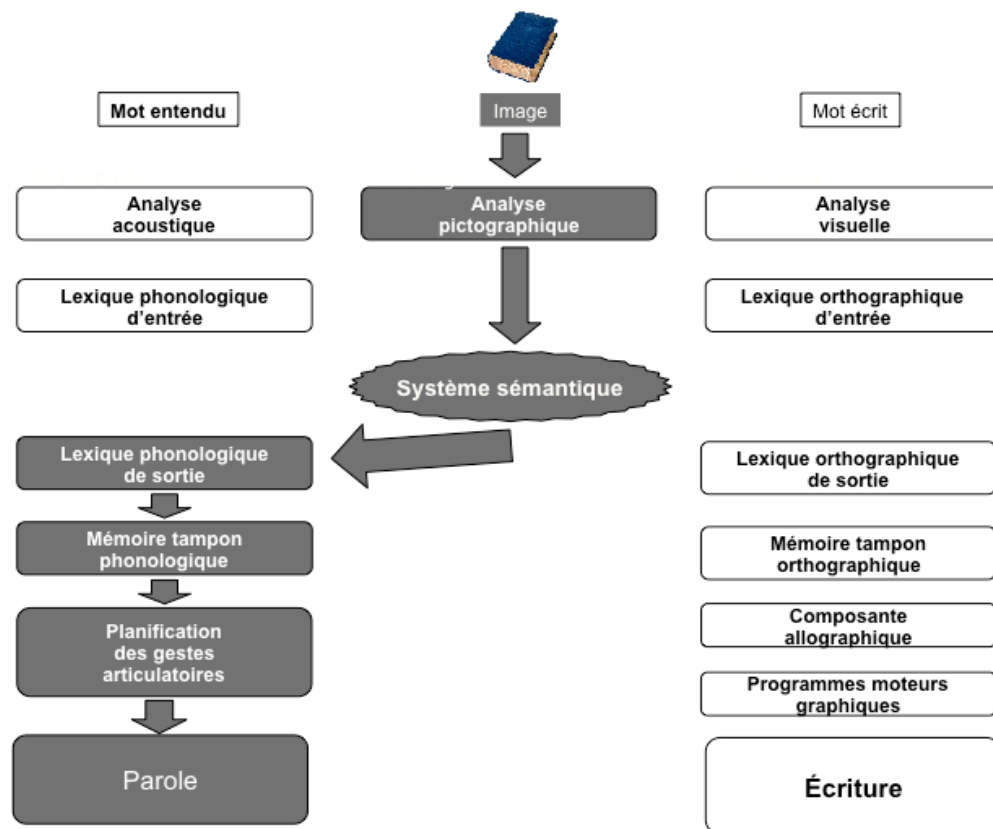 Mot entendu
Image
Mot écrit
Analyse
acoustique
Analyse
pictographique
Analyse
visuelle
Lexique phonologique
d'entrée
Lexique orthographique
d'entrée
Système sémantique
Lexique phonologique
de sortie
Lexique orthographique
de sortie
Mémoire tampon
phonologique
Mémoire tampon
orthographique
Planification
des gestes
articulatoires
Composante
allographique
Programmes moteurs
graphiques
Parole
Écriture